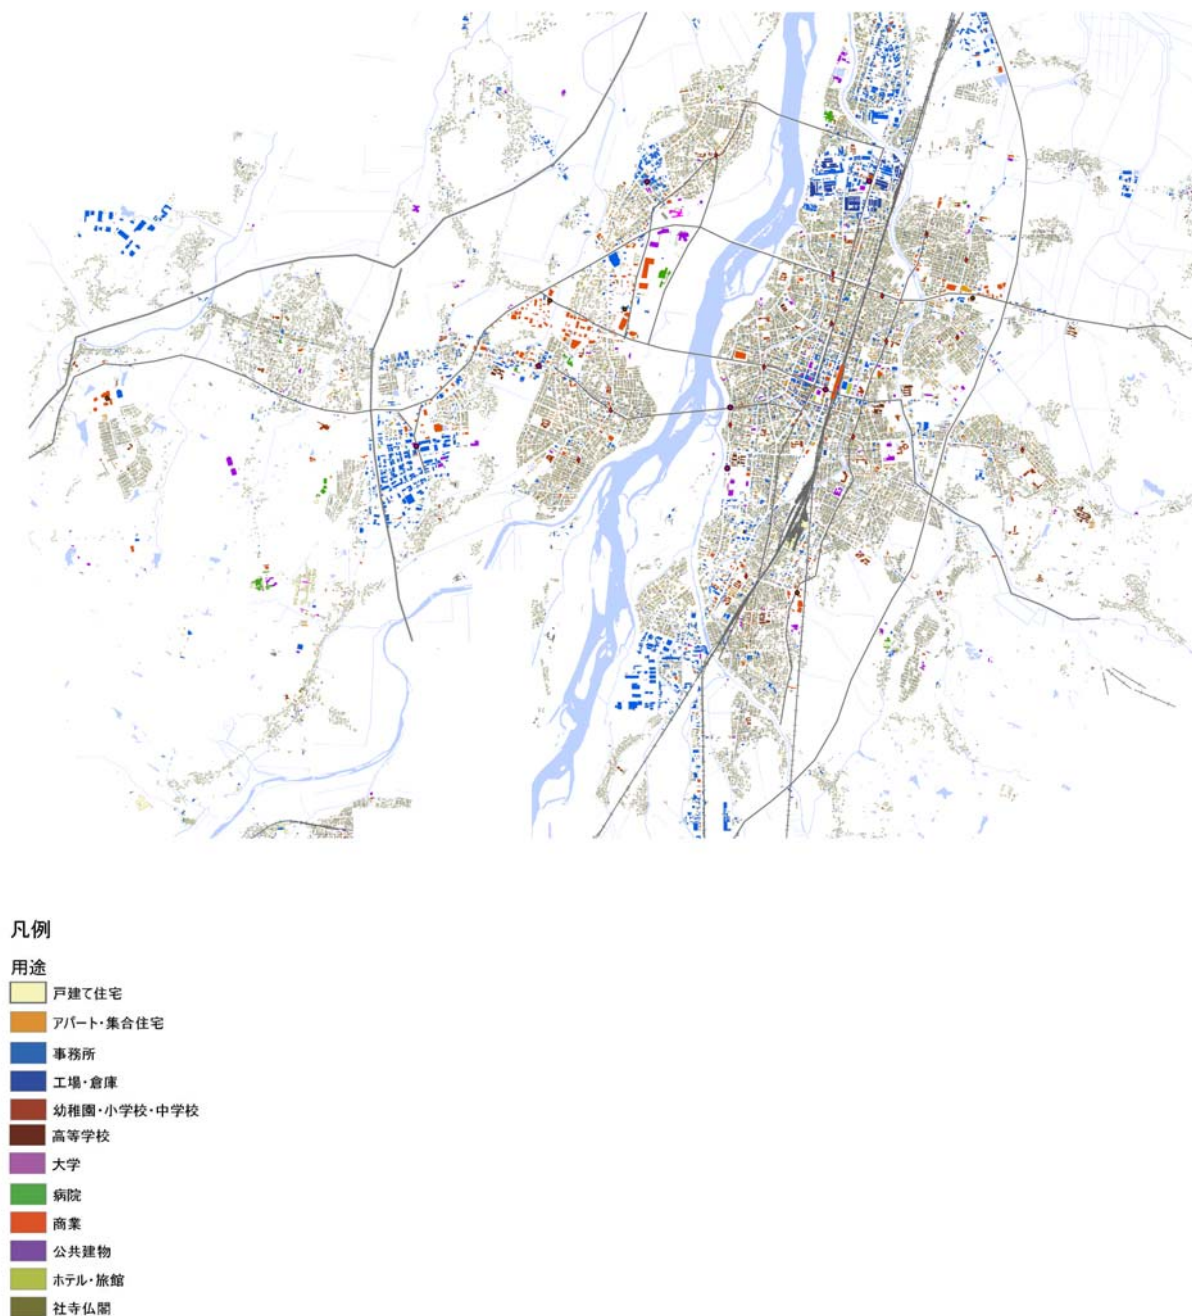 凡例
用途
戸建て住宅
アパート・集合住宅
事務所
工場・倉庫
幼稚園・小学校・中学校
高等学校
大学
病院
商業
公共建物
ホテル・旅館
社寺仏閣